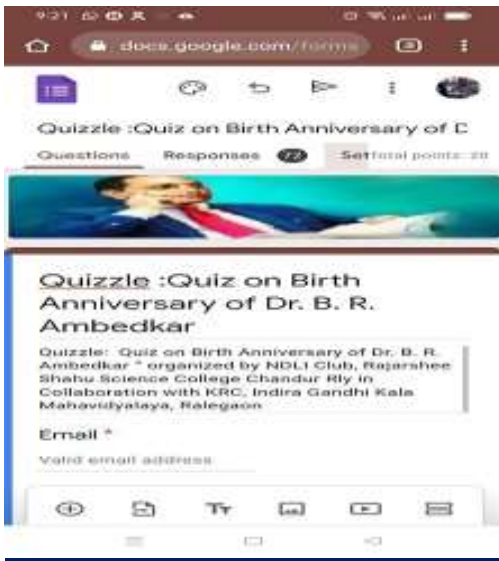 9:21
docs.google.com/forms
Quizzle :Quiz on Birth Anniversary of D
Questions Responses 72 Set total points: 20
Quizzle :Quiz on Birth
Anniversary of Dr. B. R.
Ambedkar
Quizzle: Quiz on Birth Anniversary of Dr. B. R.
Ambedkar " organized by NDLI Club, Rajarshee
Shahu Science College Chandur Rly in
Collaboration with KRC, Indira Gandhi Kala
Mahavidyalaya, Ralegaon
Email *
Valid email address